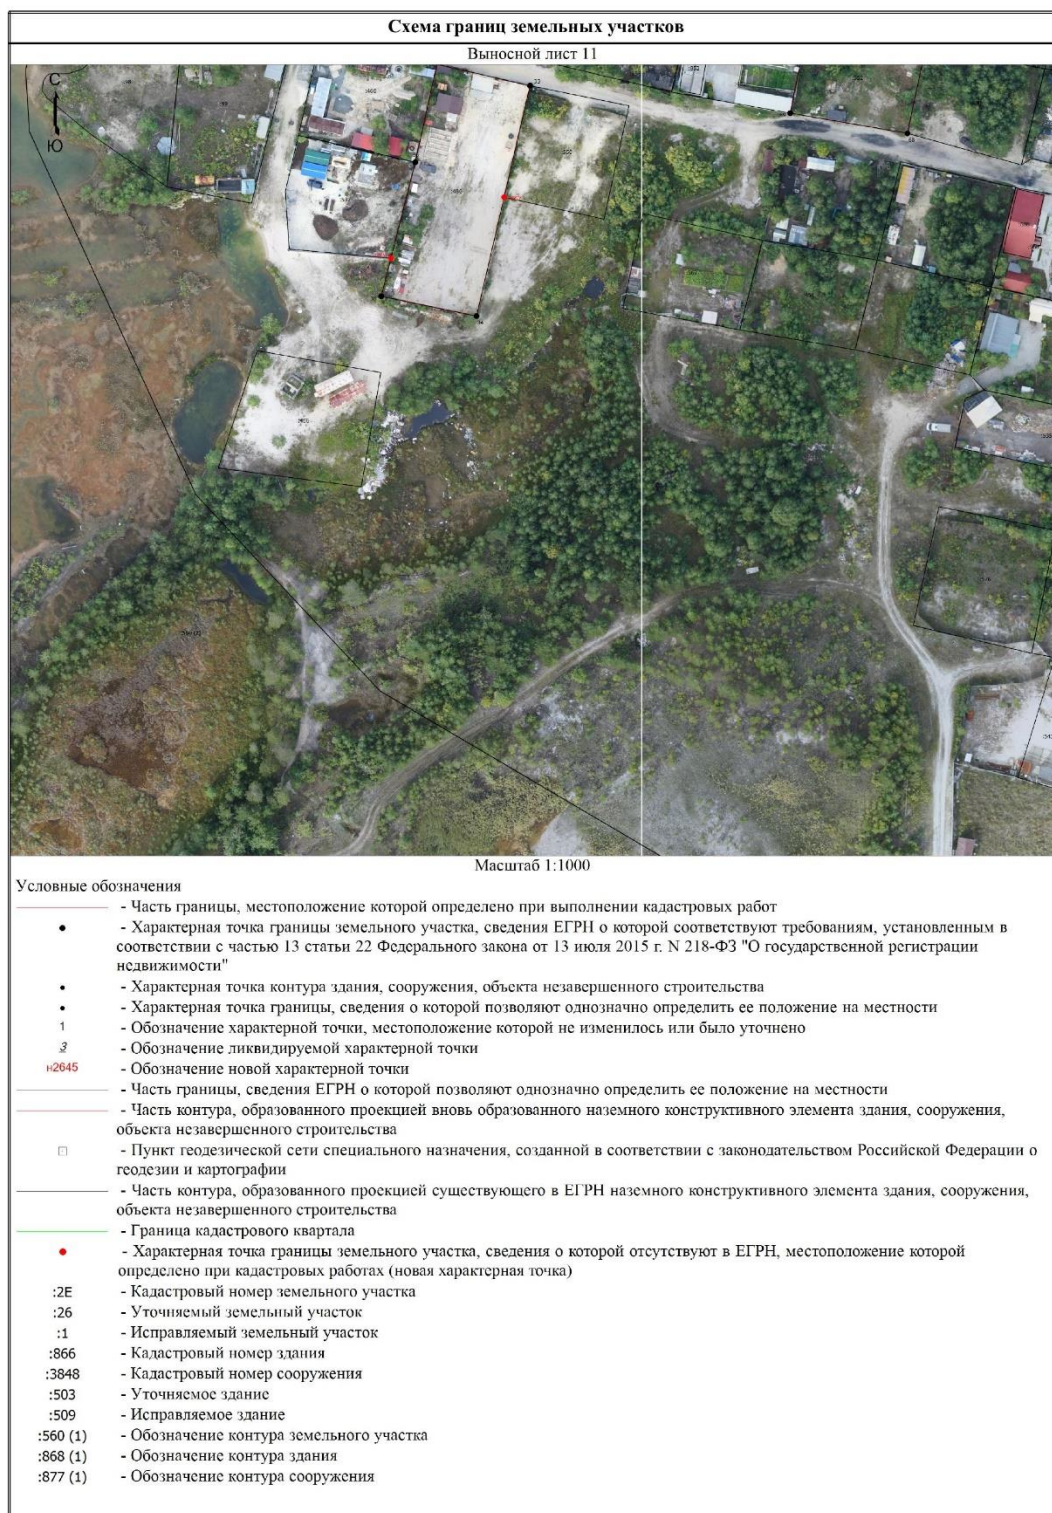 Схема границ земельных участков
Выносной лист 11
С
Ю
Масштаб 1:1000
Условные обозначения
- Часть границы, местоположение которой определено при выполнении кадастровых работ
- Характерная точка границы земельного участка, сведения ЕГРН о которой соответствуют требованиям, установленным в
соответствии с частью 13 статьи 22 Федерального закона от 13 июля 2015 г. N 218-ФЗ "О государственной регистрации
недвижимости"
- Характерная точка контура здания, сооружения, объекта незавершенного строительства
- Характерная точка границы, сведения о которой позволяют однозначно определить ее положение на местности
1 - Обозначение характерной точки, местоположение которой не изменилось или было уточнено
3 - Обозначение ликвидируемой характерной точки
н2645 - Обозначение новой характерной точки
- Часть границы, сведения ЕГРН о которой позволяют однозначно определить ее положение на местности
- Часть контура, образованного проекцией вновь образованного наземного конструктивного элемента здания, сооружения,
объекта незавершенного строительства
- Пункт геодезической сети специального назначения, созданной в соответствии с законодательством Российской Федерации о
геодезии и картографии
- Часть контура, образованного проекцией существующего в ЕГРН наземного конструктивного элемента здания, сооружения,
объекта незавершенного строительства
- Граница кадастрового квартала
- Характерная точка границы земельного участка, сведения о которой отсутствуют в ЕГРН, местоположение которой
определено при кадастровых работах (новая характерная точка)
:2Е - Кадастровый номер земельного участка
:26 - Уточняемый земельный участок
:1 - Исправляемый земельный участок
:866 - Кадастровый номер здания
:3848 - Кадастровый номер сооружения
:503 - Уточняемое здание
:509 - Исправляемое здание
:560 (1) - Обозначение контура земельного участка
:868 (1) - Обозначение контура здания
:877 (1) - Обозначение контура сооружения